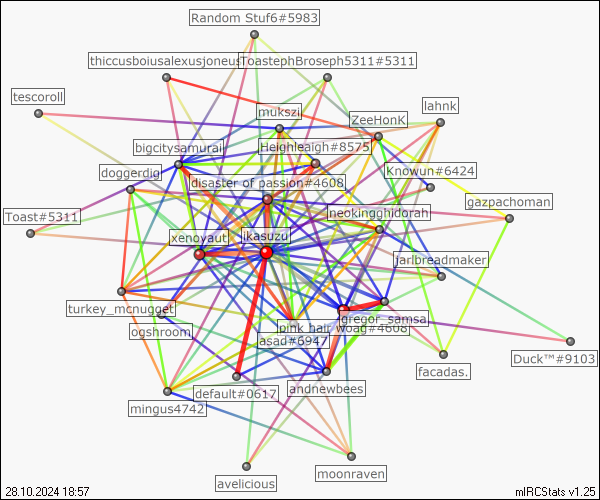 Random Stuf6#5983
thiccusboiusalexusjoneus
ToastephBroseph5311#5311
tescoroll
mukszi
ZeeHonK
lahnk
bigcitysamurai
Heighleaigh#8575
doggerdig
disaster of passion#4608
Knowun#6424
gazpachoman
Toast#5311
neokingghidorah
xenoyaut
ikasuzu
jarlbreadmaker
turkey_mcnugget
ogshroom
pink hair
woag#4608
gregor_samsa
asad#6947
Duck™#9103
facadas.
default#0617
andnewbees
mingus4742
avelicious
moonraven
28.10.2024 18:57
mIRCStats v1.25